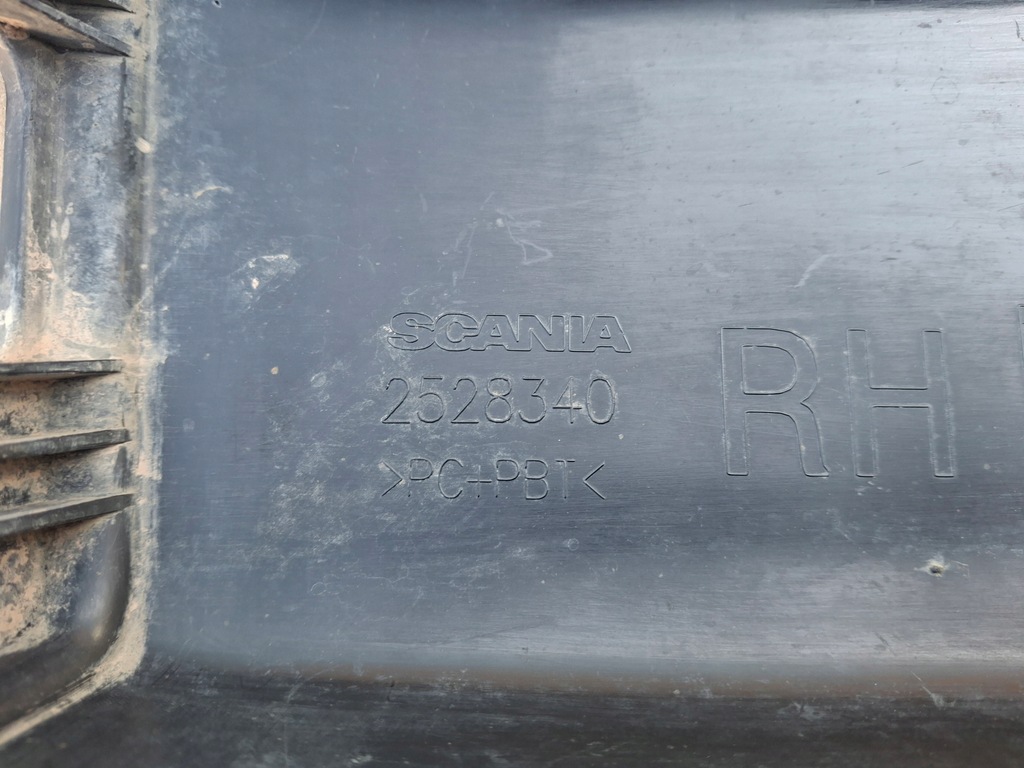 SCANIA
2528340
>PC+PBT<
RH